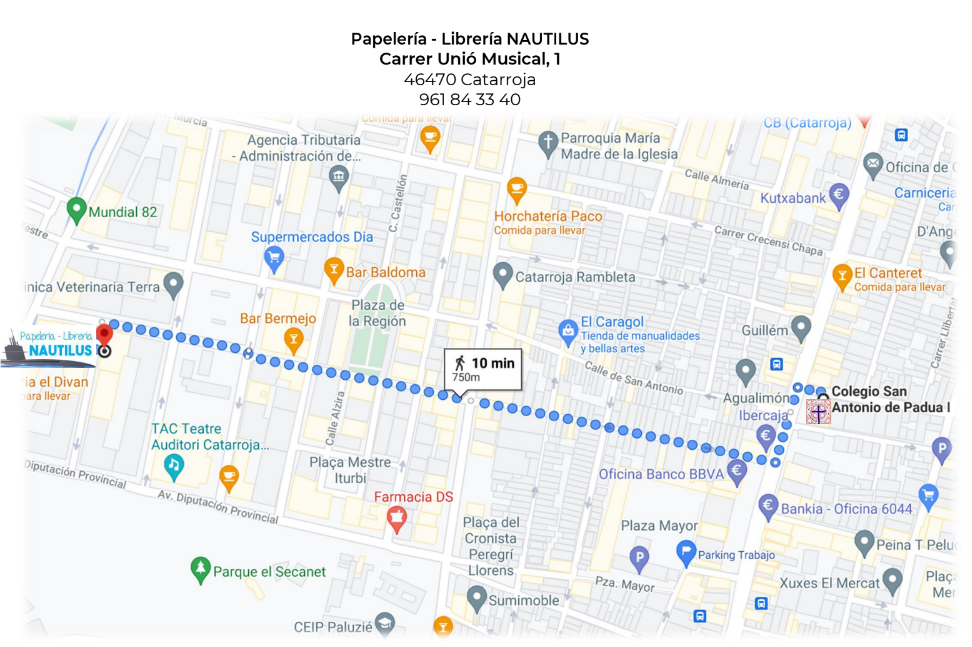 Papelería - Librería NAUTILUS
Carrer Unió Musical, 1
46470 Catarroja
961 84 33 40
Comida para llevar
CB (Catarroja)
Murcia
Agencia Tributaria
- Administración de...
Parroquia María
Madre de la Iglesia
Oficina de C
Calle Almeria
C. Castellón
Kutxabank
Carniceria
Car
Mundial 82
Horchatería Paco
Comida para llevar
estre
Supermercados Dia
Carrer Crecensi Chapa
D'Ange
Bar Baldoma
Catarroja Rambleta
El Canteret
Comida para llevar
inica Veterinaria Terra
Plaza de
la Región
Bar Bermejo
El Caragol
Tienda de manualidades
y bellas artes
Guillém
Carrer Llibert
Papelería - Librería
NAUTILUS
10 min
750m
Calle de San Antonio
ia el Divan
ara llevar
Agualimón
Ibercaja
Colegio San
Antonio de Padua I
Calle Alzira
TAC Teatre
Auditori Catarroja...
Plaça Mestre
Iturbi
Oficina Banco BBVA
Diputación Provincial
Av. Diputación Provincial
Farmacia DS
Bankia - Oficina 6044
Plaça del
Cronista
Peregrí
Llorens
Plaza Mayor
Parking Trabajo
Peina T Peluq
Parque el Secanet
Pza. Mayor
Xuxes El Mercat
Plaça
Mer
Sumimoble
CEIP Paluzié